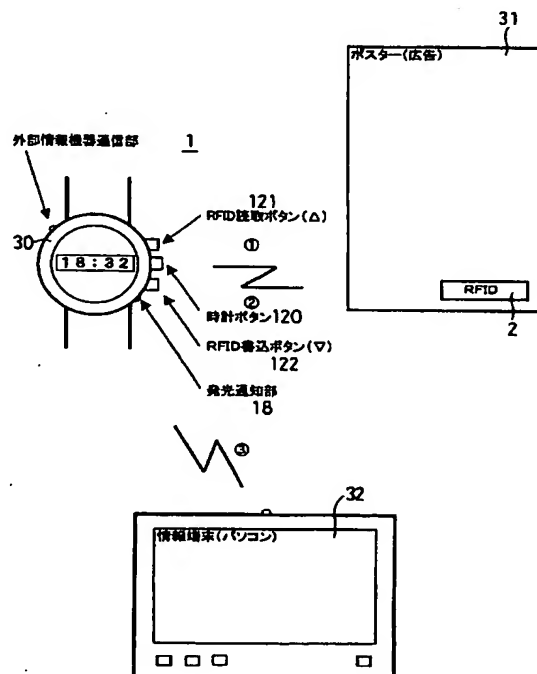 31
ポスター(広告)
外部情報機器通信部
1
121
RFID読取ボタン(△)
30
18:32
①
②
RFID
2
時計ボタン120
RFID書込ボタン(▽)
122
発光通知部
18
③
32
情報端末(パソコン)